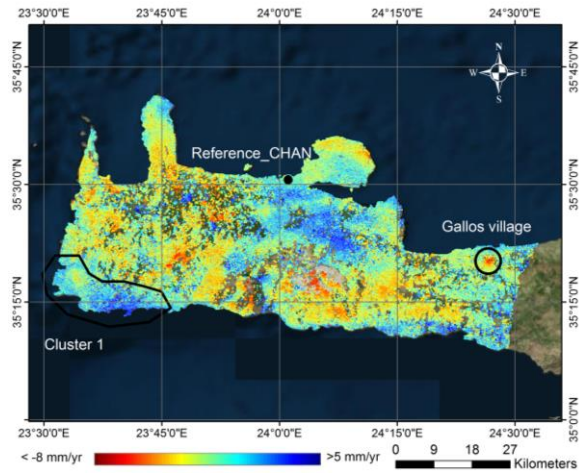 23°30'0"E 23°45'0"E 24°0'0"E 24°15'0"E 24°30'0"E
N
W E
S
35°45'0"N 35°45'0"N
Reference_CHAN
35°30'0"N 35°30'0"N
Gallos village
35°15'0"N 35°15'0"N
Cluster 1
35°0'0"N 35°0'0"N
< -8 mm/yr >5 mm/yr 0 9 18 27
Kilometers
23°30'0"E 23°45'0"E 24°0'0"E 24°15'0"E 24°30'0"E